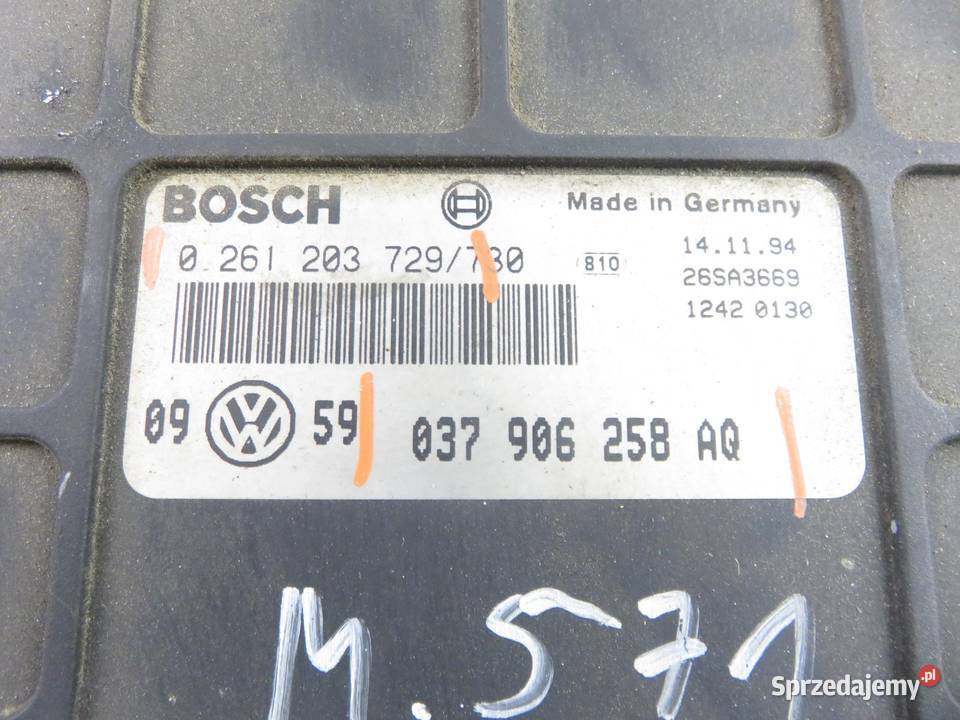 BOSCH Made in Germany
0 261 203 729/730 810 14.11.94
26SA3669
1242 0130
09 VW 59 037 906 258 AQ
M.571
Sprzedajemy.pl